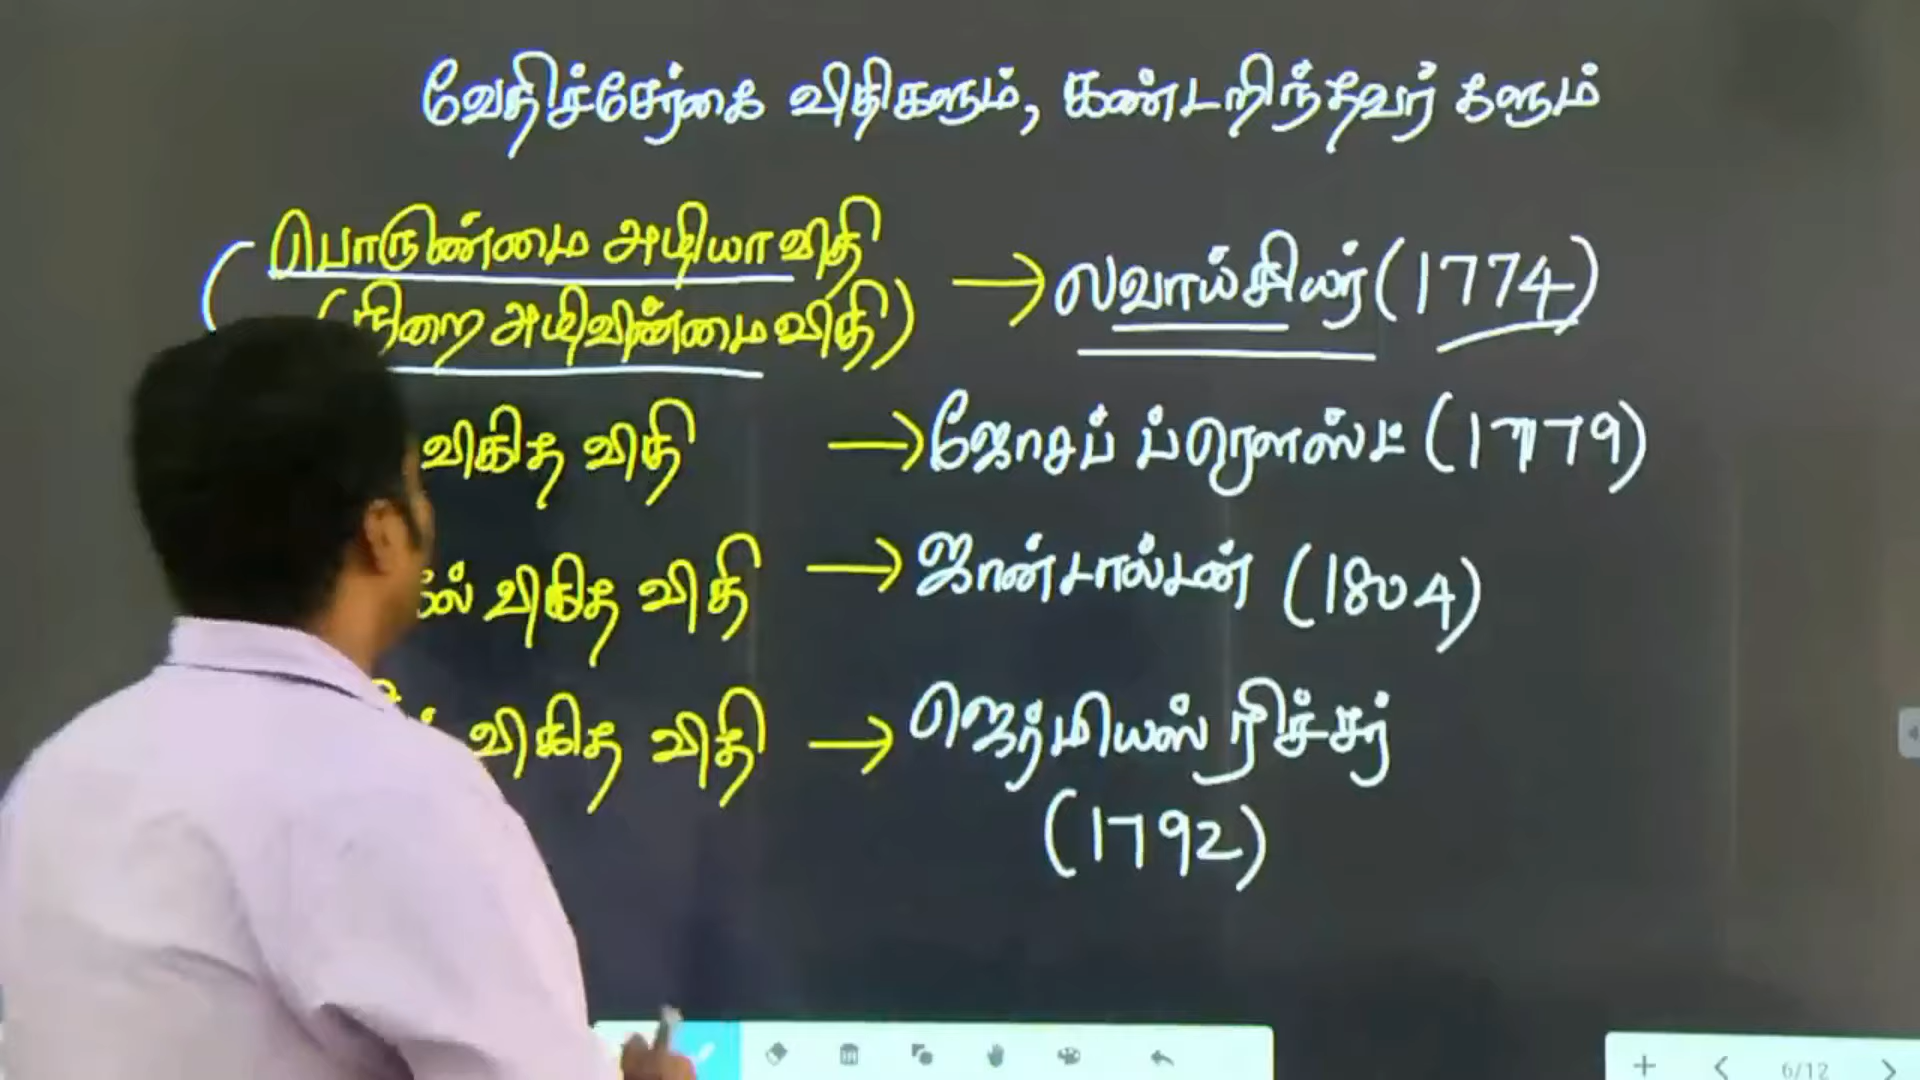 வேதிச்சேர்கை விதிகளும், கண்டறிந்தவர்களும்
பொருண்மை அழியா விதி → லவாய்சியர் (1774)
(நிறை அழிவின்மை விதி)
விகித விதி → ஜோசப் ப்ரௌஸ்ட் (1779)
விகித விதி → ஜான்டால்டன் (1804)
விகித விதி → ஜெர்மியஸ் ரிச்சர்
(1792)
6/12